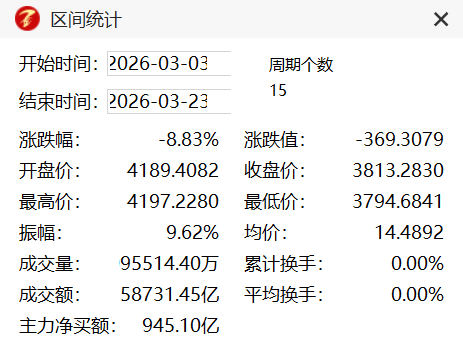 区间统计
开始时间: 2026-03-03 周期个数
结束时间: 2026-03-23 15
涨跌幅: -8.83% 涨跌值: -369.3079
开盘价: 4189.4082 收盘价: 3813.2830
最高价: 4197.2280 最低价: 3794.6841
振幅: 9.62% 均价: 14.4892
成交量: 95514.40万 累计换手: 0.00%
成交额: 58731.45亿 平均换手: 0.00%
主力净买额: 945.10亿